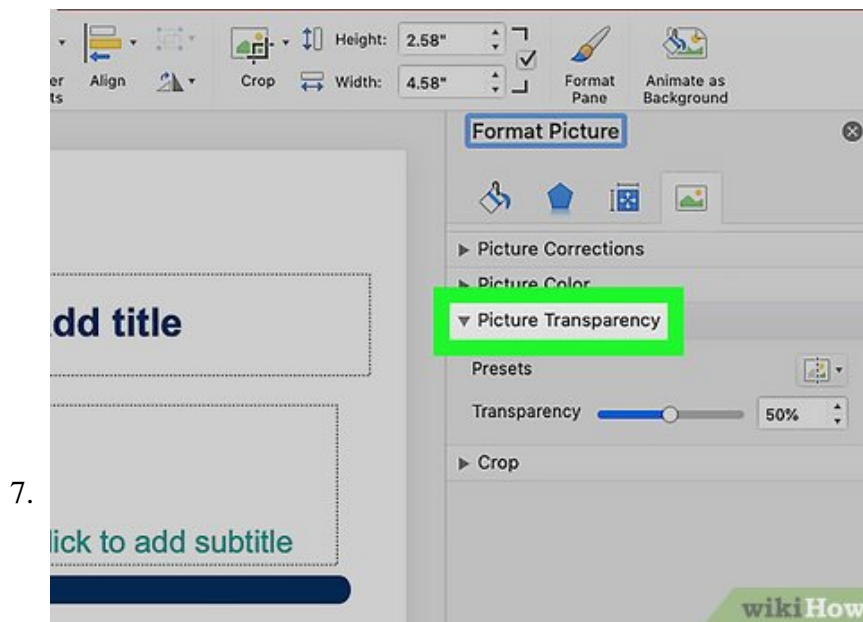 Height: 2.58"
er Align Crop Width: 4.58" Format Animate as
ts Pane Background
Format Picture
Picture Corrections
Picture Color
dd title
Picture Transparency
Presets
Transparency 50%
Crop
7.
lick to add subtitle
wikiHow